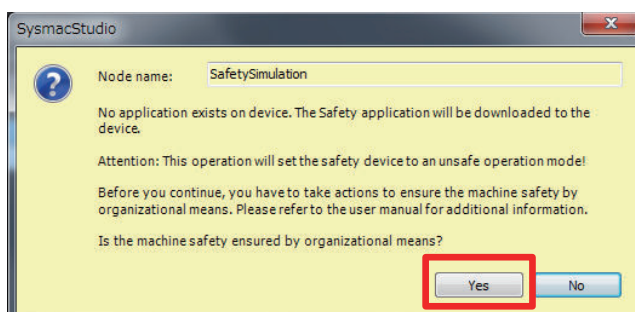 SysmacStudio
Node name:
SafetySimulation
No application exists on device. The Safety application will be downloaded to the
device.
Attention: This operation will set the safety device to an unsafe operation mode!
Before you continue, you have to take actions to ensure the machine safety by
organizational means. Please refer to the user manual for additional information.
Is the machine safety ensured by organizational means?
Yes
No